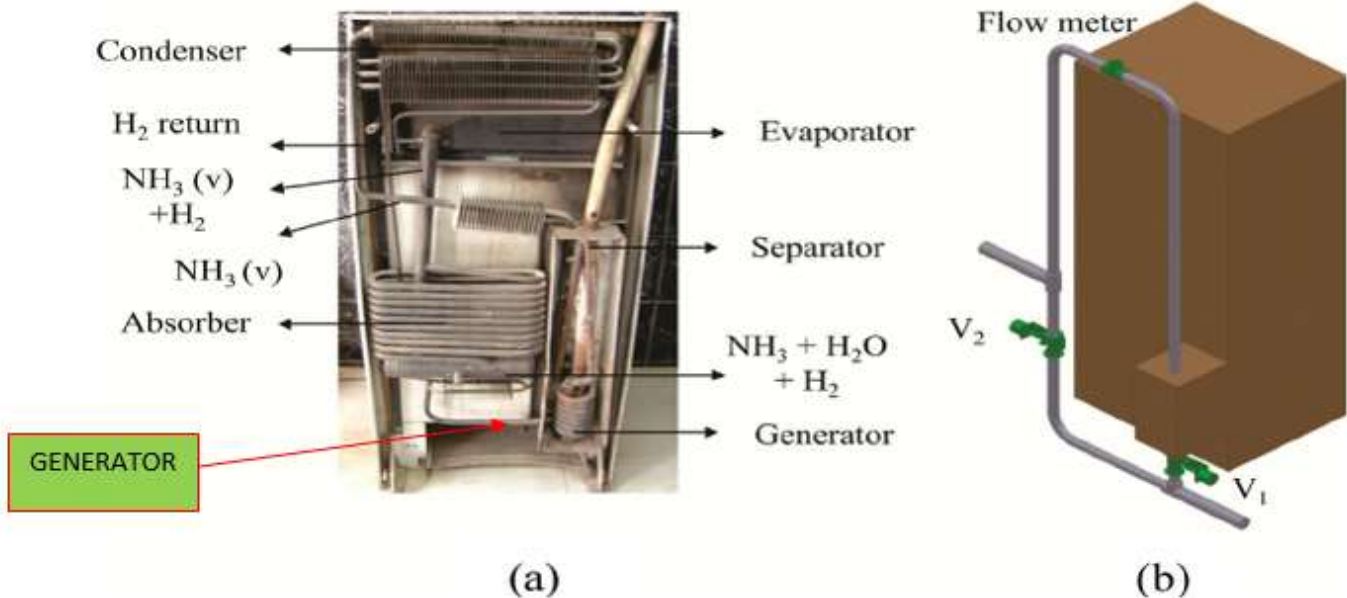 Condenser
H₂ return
NH₃ (v)
+H₂
NH₃ (v)
Absorber
GENERATOR
Evaporator
Separator
NH₃ + H₂O
+ H₂
Generator
(a)
Flow meter
V₂
V₁
(b)